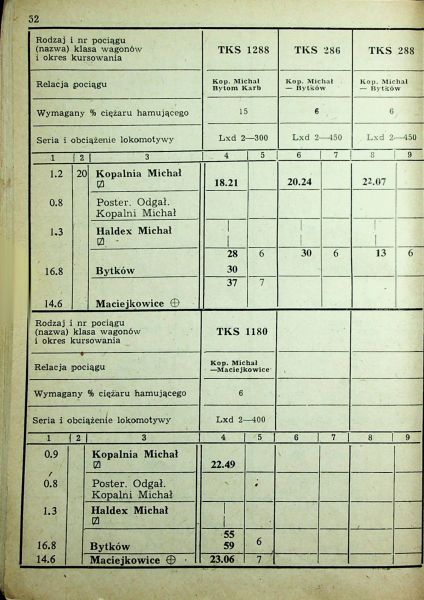 32
Rodzaj i nr pociągu
(nazwa) klasa wagonów
i okres kursowania
TKS 1288 TKS 286 TKS 288
Relacja pociągu
Kop. Michał
Bytom Karb
Kop. Michał
— Bytków
Kop. Michał
— Bytków
Wymagany % ciężaru hamującego 15 6 6
Seria i obciążenie lokomotywy Lxd 2—300 Lxd 2—450 Lxd 2—450
1 2 3 4 5 6 7 8 9
1.2 20 Kopalnia Michał
18.21 20.24 22.07
0.8 Poster. Odgał.
Kopalni Michał
1.3 Haldex Michał
28 6 30 6 13 6
16.8 Bytków 30
37 7
14.6 Maciejkowice
Rodzaj i nr pociągu
(nazwa) klasa wagonów
i okres kursowania
TKS 1180
Relacja pociągu
Kop. Michał
—Maciejkowice
Wymagany % ciężaru hamującego 6
Seria i obciążenie lokomotywy Lxd 2—400
1 2 3 4 5 6 7 8 9
0.9 Kopalnia Michał
22.49
0.8 Poster. Odgał.
Kopalni Michał
1.3 Haldex Michał
55
16.8 Bytków 59 6
14.6 Maciejkowice 23.06 7